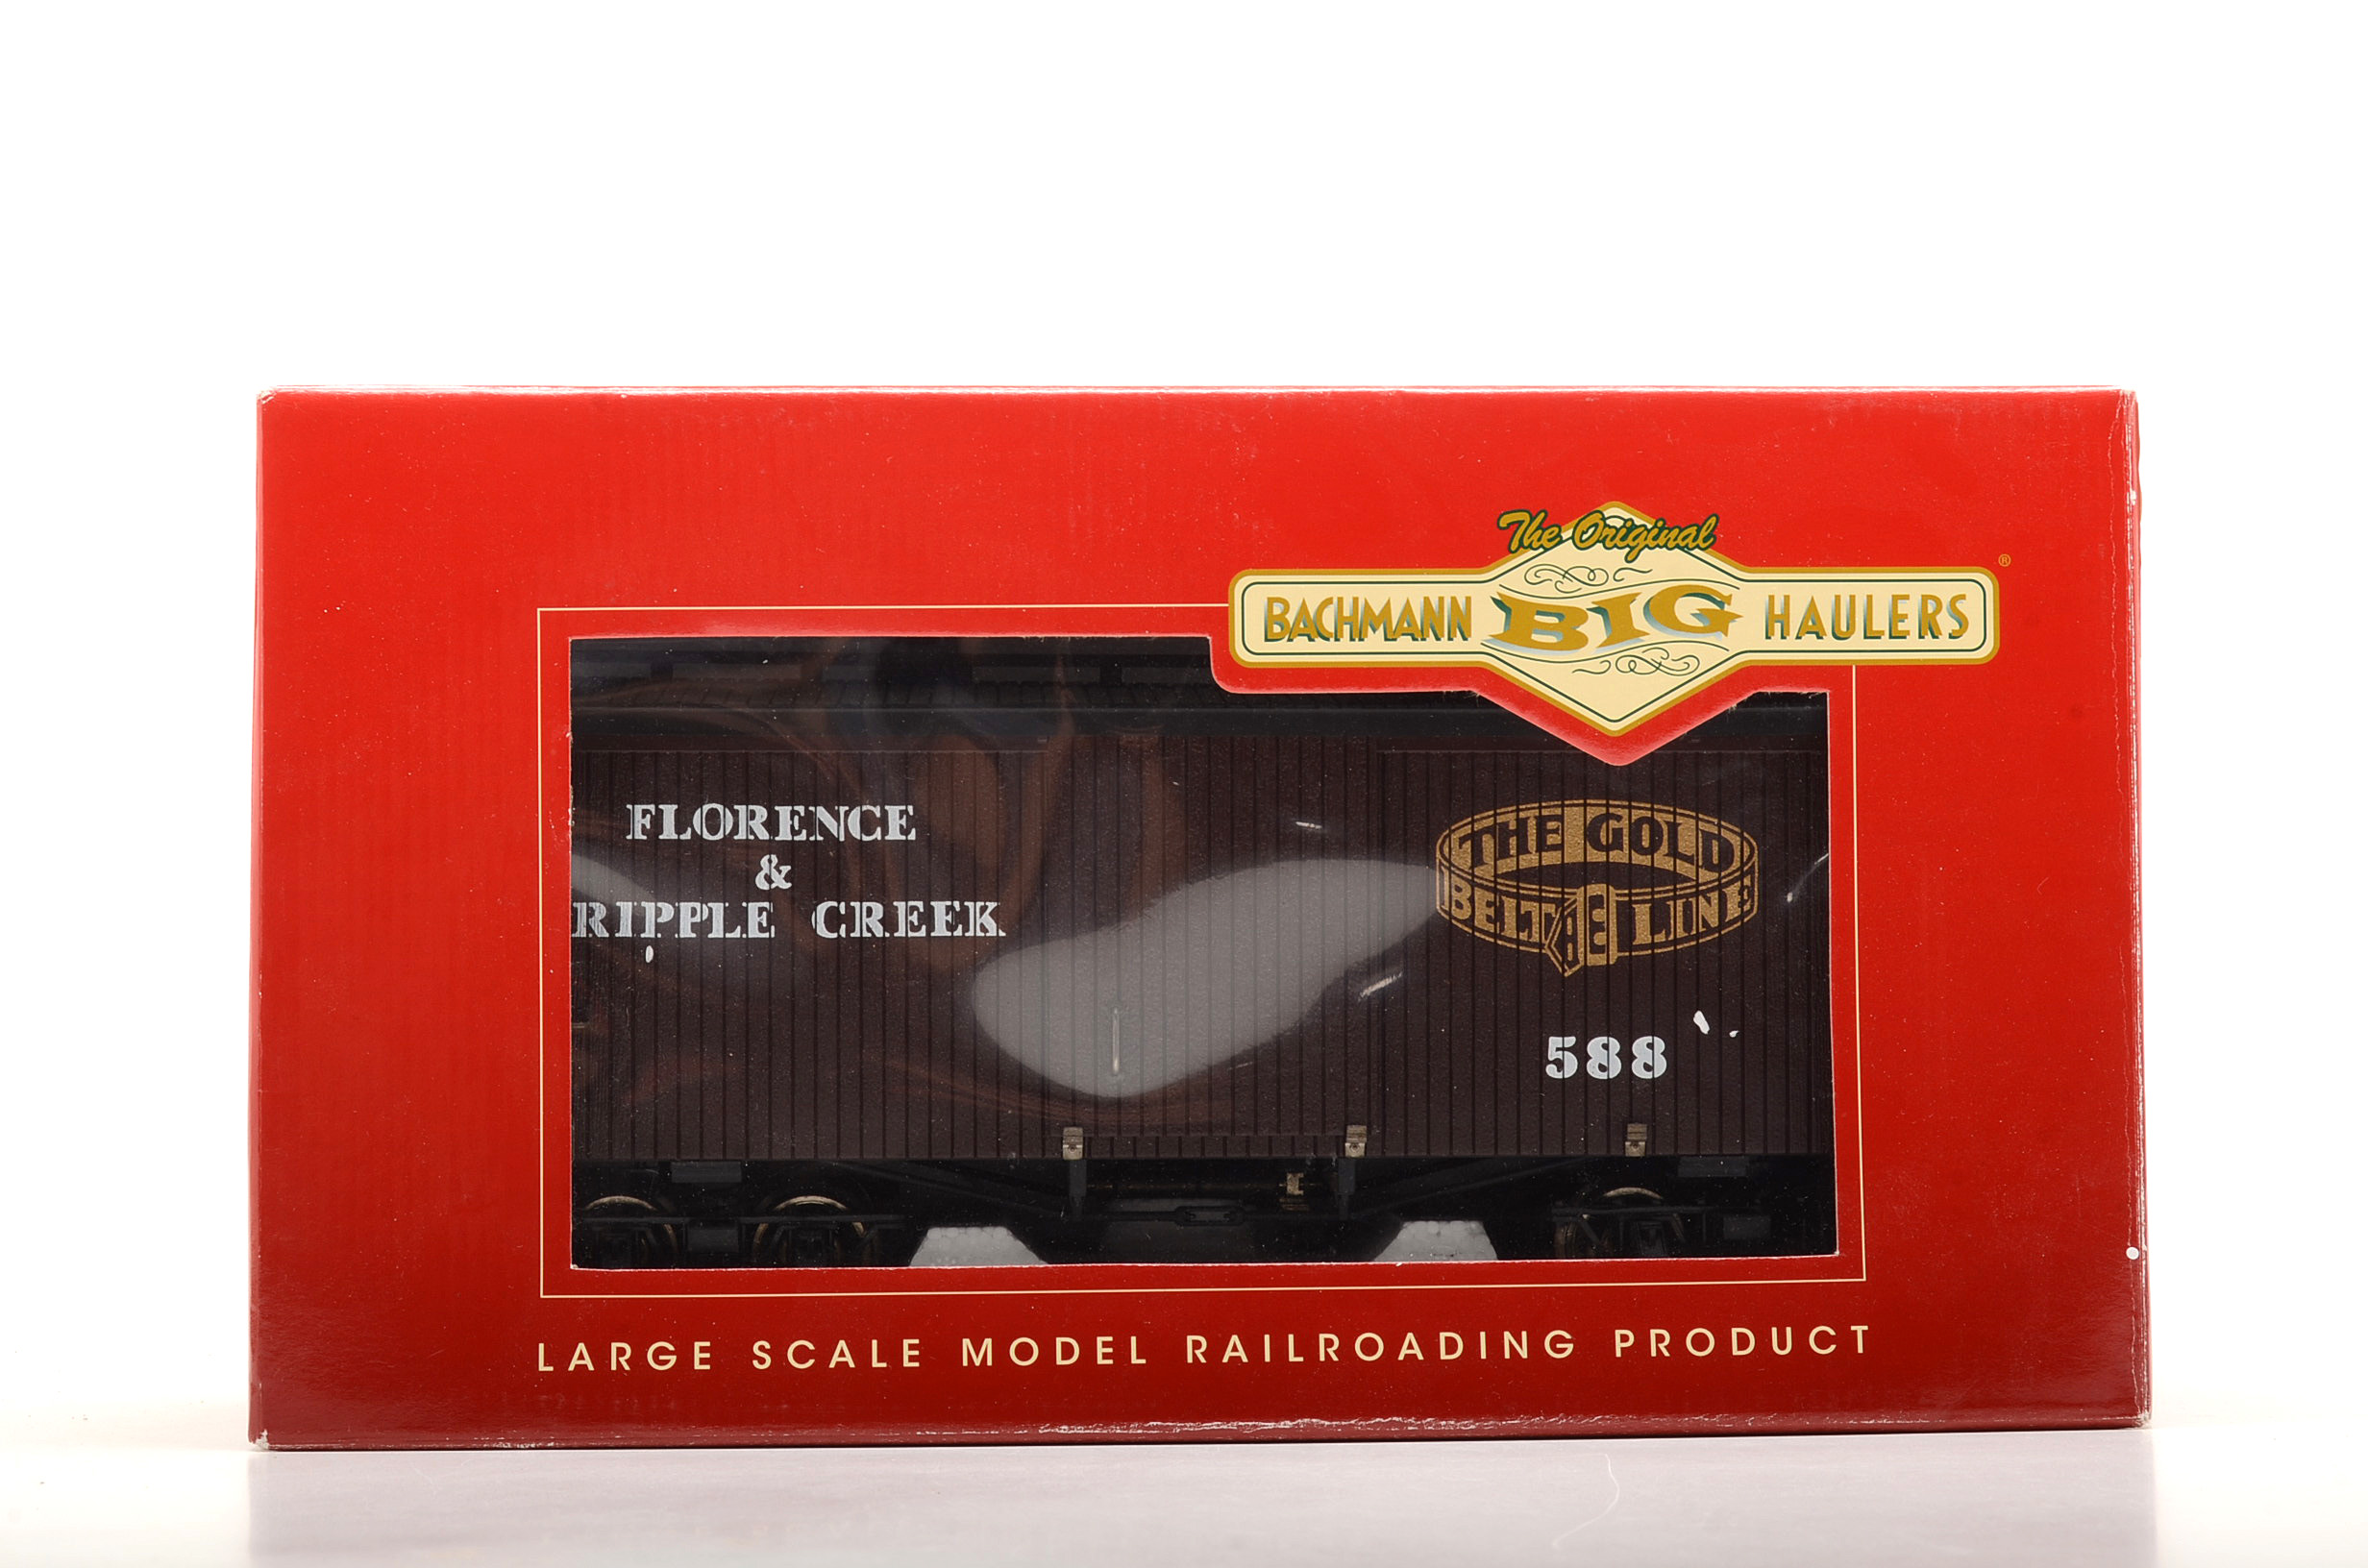 The Original
BACHMANN BIG HAULERS
®
FLORENCE
&
RIPPLE CREEK
THE GOLD
BELT LINE
588
LARGE SCALE MODEL RAILROADING PRODUCT